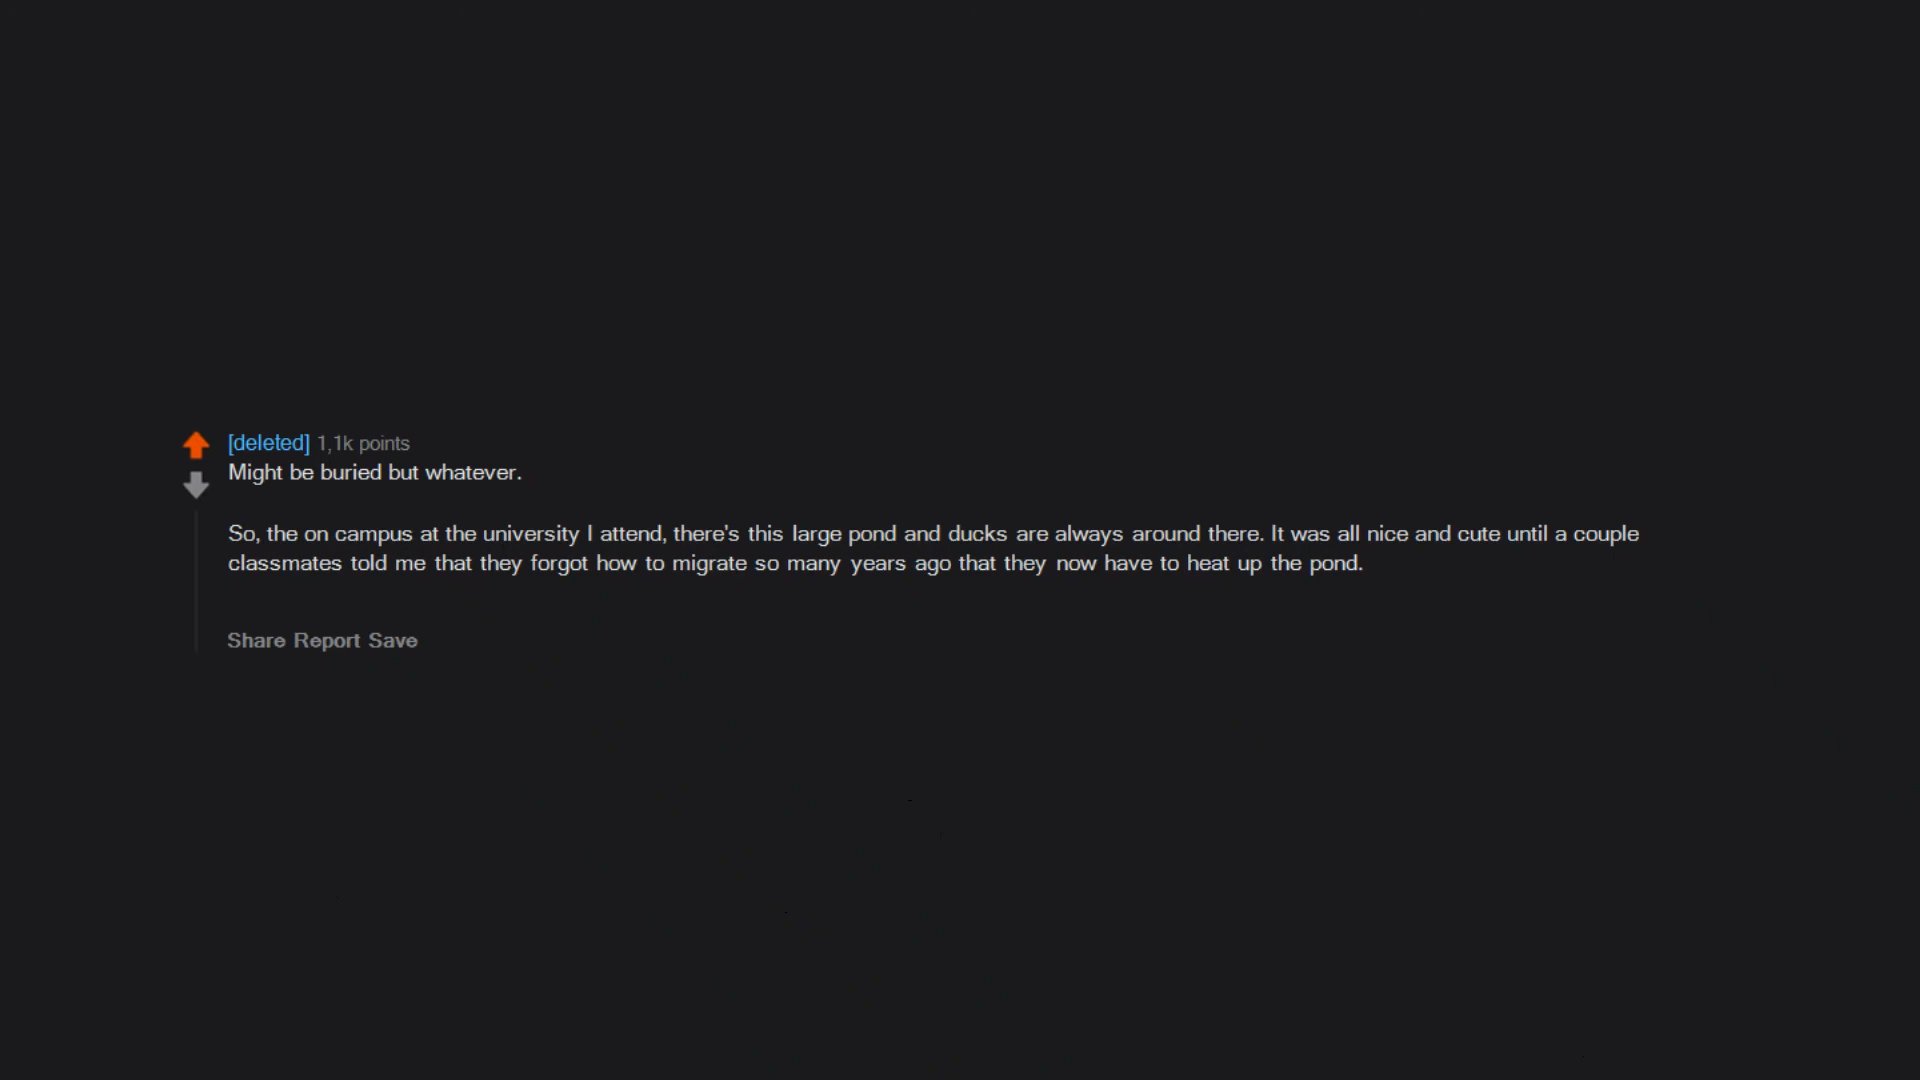 [deleted] 1,1k points
Might be buried but whatever.
So, the on campus at the university I attend, there's this large pond and ducks are always around there. It was all nice and cute until a couple
classmates told me that they forgot how to migrate so many years ago that they now have to heat up the pond.
Share Report Save